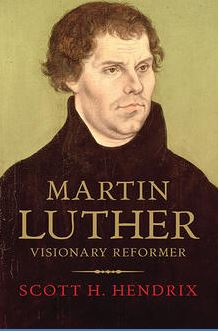 MARTIN
LUTHER
VISIONARY REFORMER
SCOTT H. HENDRIX